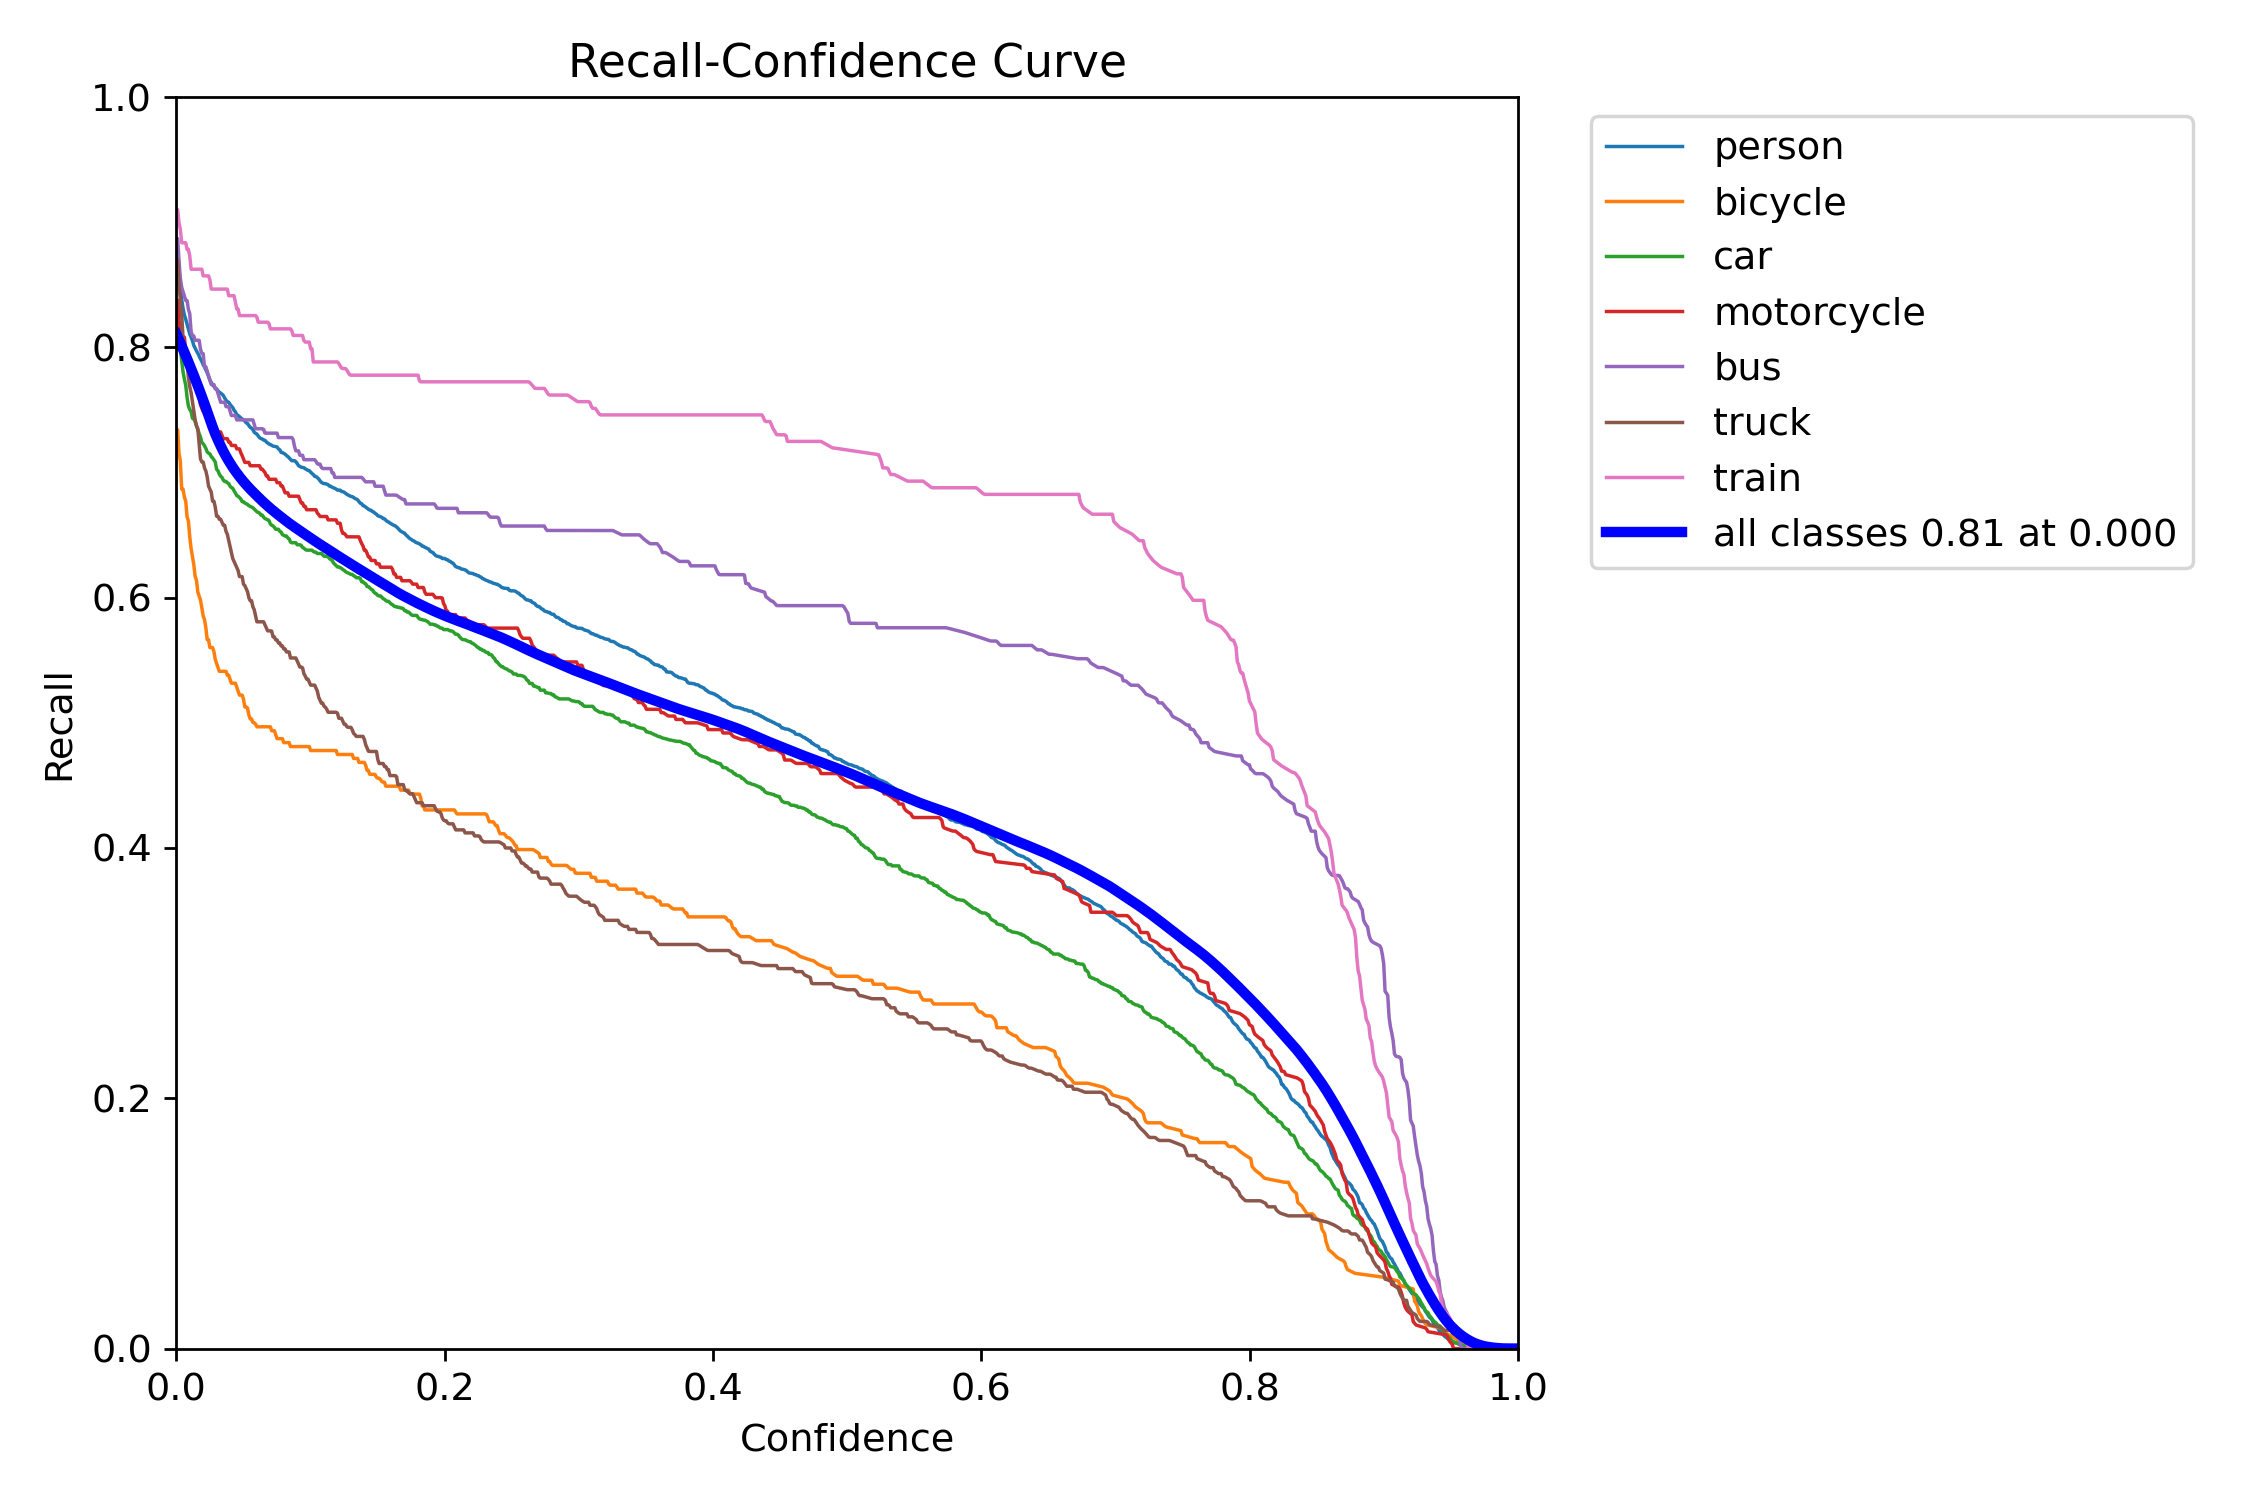 Recall-Confidence Curve
1.0
0.8
0.6
0.4
0.2
0.0
Recall
0.0 0.2 0.4 0.6 0.8 1.0
Confidence
person
bicycle
car
motorcycle
bus
truck
train
all classes 0.81 at 0.000